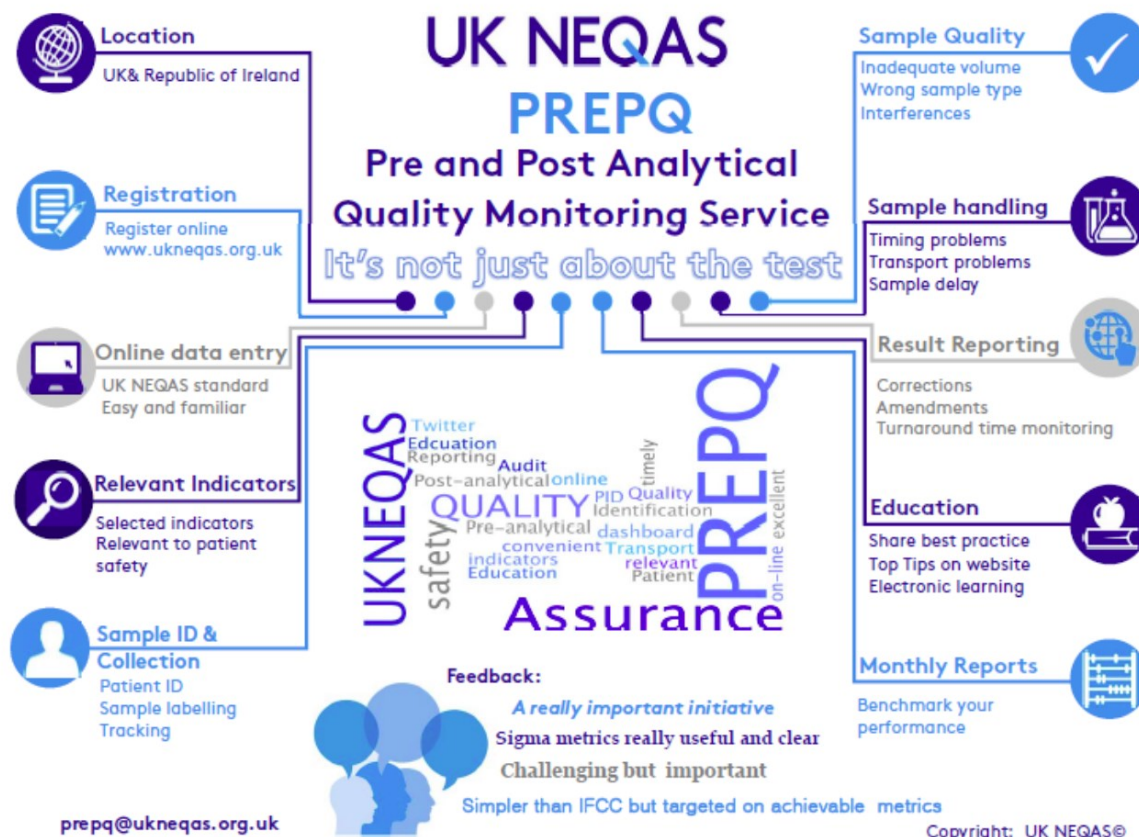 UK NEQAS
PREPQ
Pre and Post Analytical
Quality Monitoring Service
It's not just about the test
Location
UK& Republic of Ireland
Registration
Register online
www.ukneqas.org.uk
Online data entry
UK NEQAS standard
Easy and familiar
Relevant Indicators
Selected indicators
Relevant to patient
safety
Sample ID &
Collection
Patient ID
Sample labelling
Tracking
Sample Quality
Inadequate volume
Wrong sample type
Interferences
Sample handling
Timing problems
Transport problems
Sample delay
Result Reporting
Corrections
Amendments
Turnaround time monitoring
Education
Share best practice
Top Tips on website
Electronic learning
Monthly Reports
Benchmark your
performance
UKNEQAS
Twitter
Edcuation
Reporting
Audit
Post-analytical
online
timely
QUALITY
PID
Quality
Identification
safety
Pre-analytical
dashboard
convenient
Transport
indicators
relevant
Education
Patient
PREPQ
on-line
excellent
Assurance
Feedback:
A really important initiative
Sigma metrics really useful and clear
Challenging but important
Simpler than IFCC but targeted on achievable metrics
prepq@ukneqas.org.uk
Copyright: UK NEQAS©